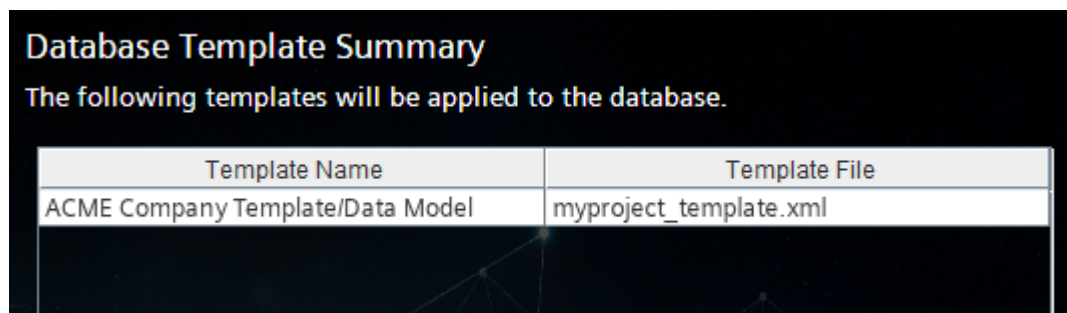 Database Template Summary
The following templates will be applied to the database.
Template Name Template File
ACME Company Template/Data Model myproject_template.xml